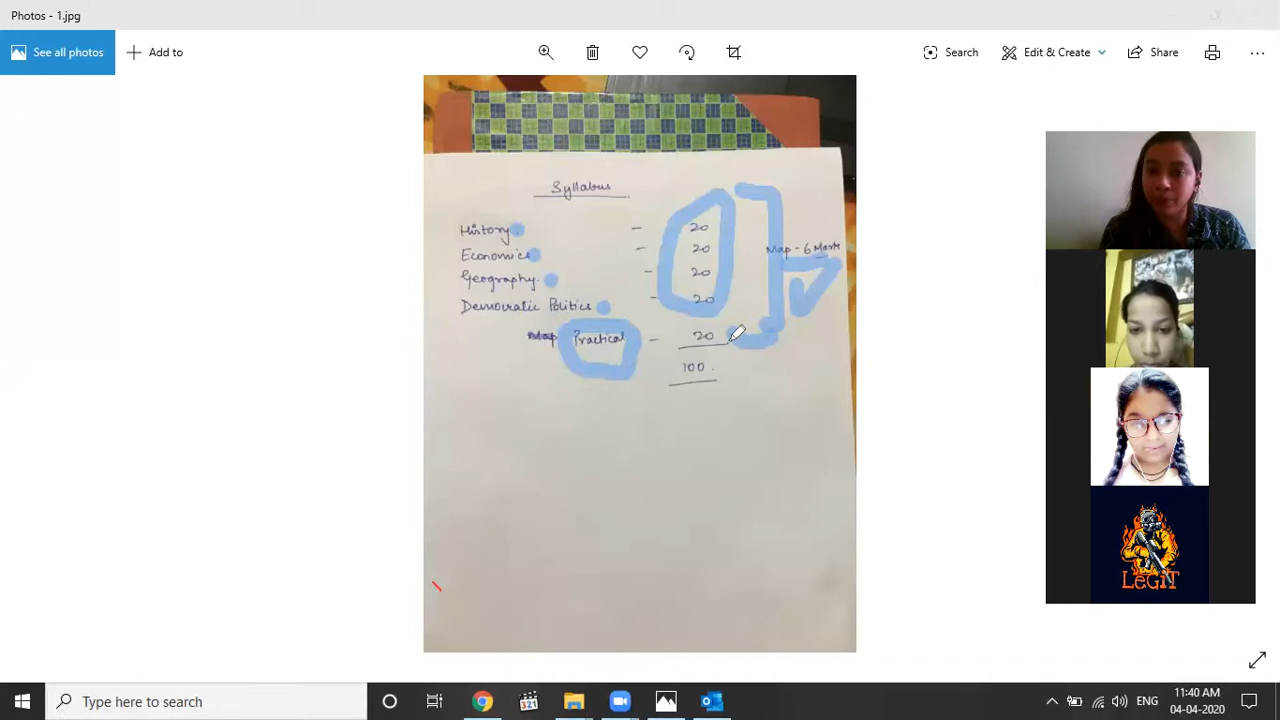 Photos - 1.jpg
See all photos
Add to
Search
Edit & Create
Share
Syllabus
History - 20
Economics - 20
Map - 6 Marks
Geography. - 20
Democratic Politics - 20
Map Practical - 20
100.
LeGiT
Type here to search
321
ENG
11:40 AM
04-04-2020